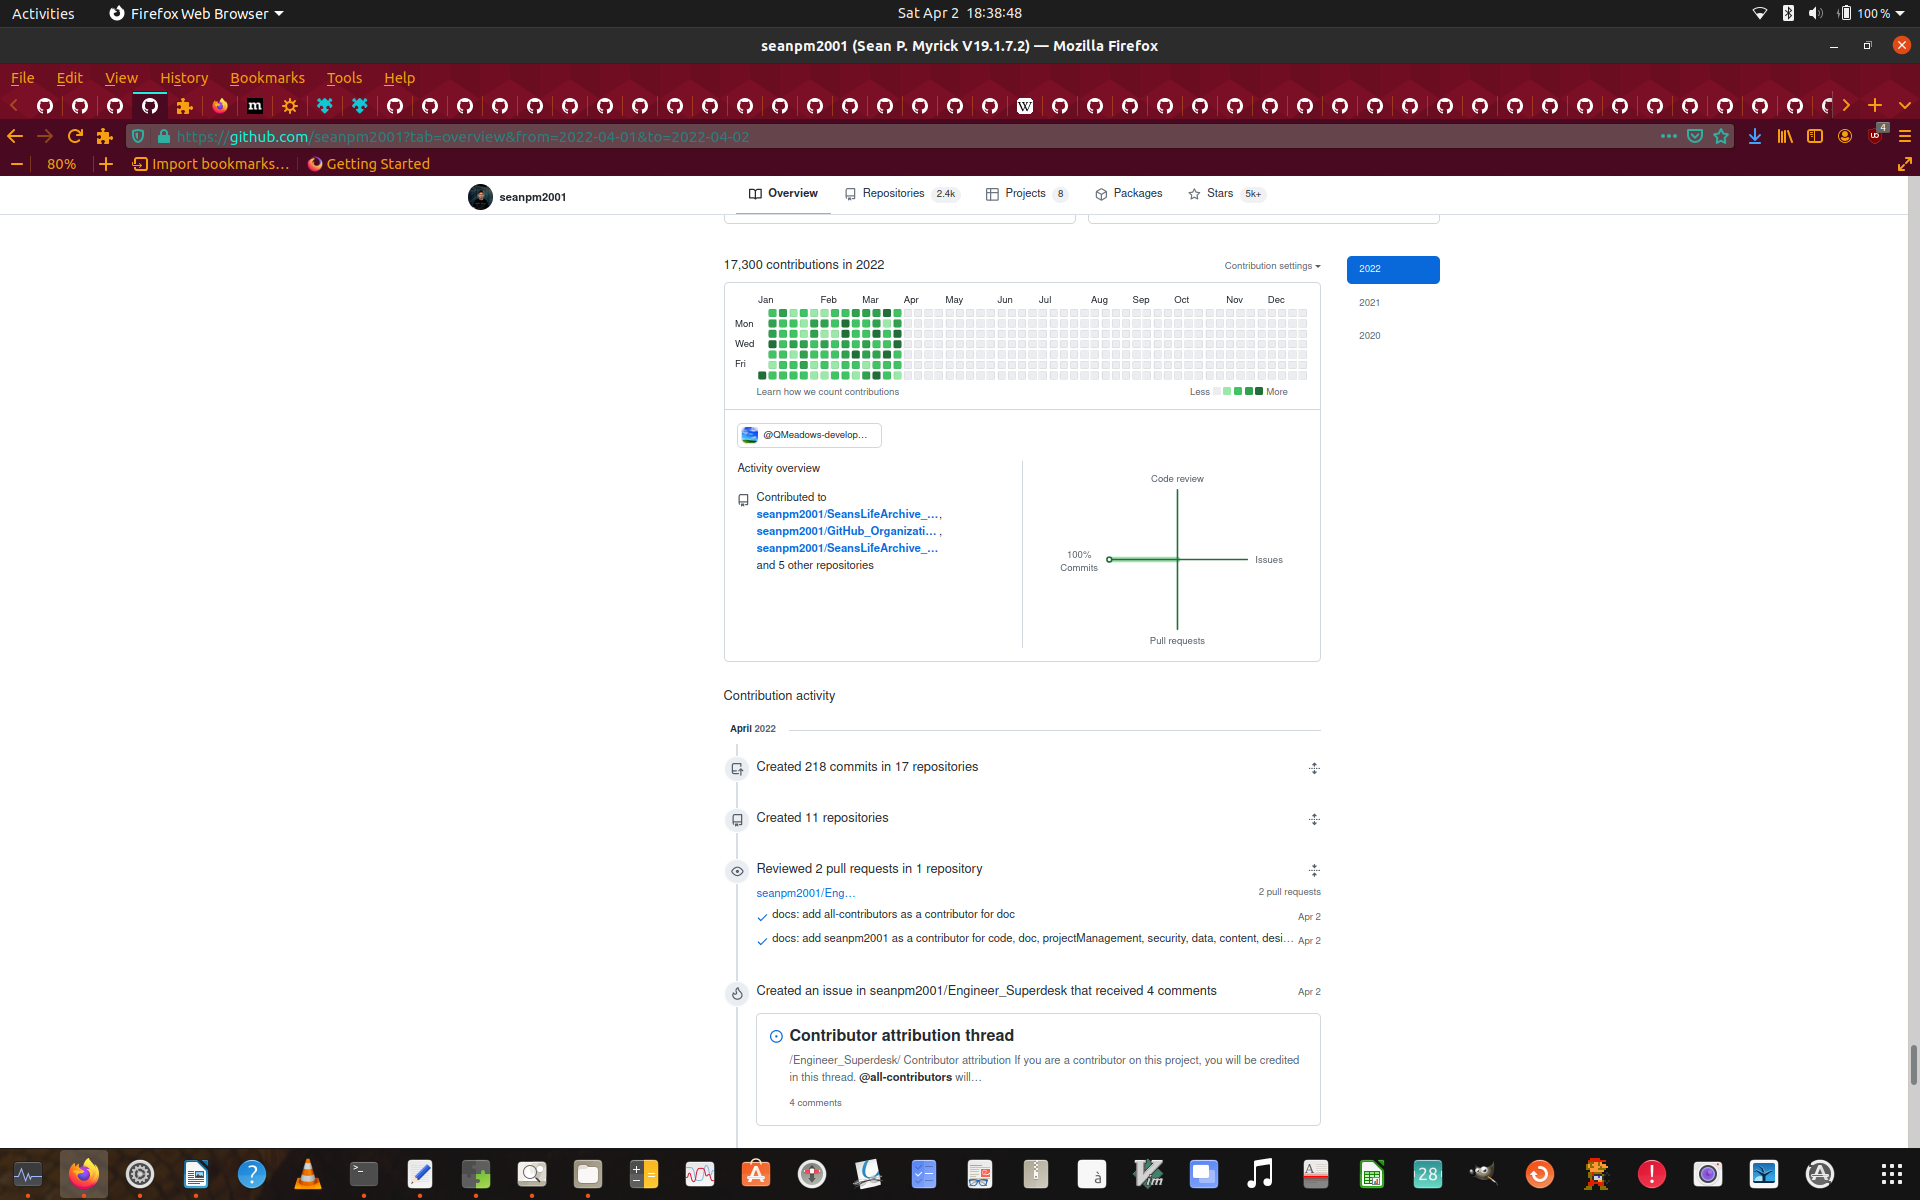 Activities
Firefox Web Browser
Sat Apr 2 18:38:48
100 %
seanpm2001 (Sean P. Myrick V19.1.7.2) — Mozilla Firefox
File Edit View History Bookmarks Tools Help
https://github.com/seanpm2001?tab=overview&from=2022-04-01&to=2022-04-02
4
80%
Import bookmarks...
Getting Started
seanpm2001
Overview
Repositories 2.4k
Projects 8
Packages
Stars 5k+
17,300 contributions in 2022
Contribution settings
2022
2021
2020
Jan Feb Mar Apr May Jun Jul Aug Sep Oct Nov Dec
Mon
Wed
Fri
Learn how we count contributions
Less More
@QMeadows-develop...
Activity overview
Contributed to
seanpm2001/SeansLifeArchive_...,
seanpm2001/GitHub_Organizati... ,
seanpm2001/SeansLifeArchive_...
and 5 other repositories
Code review
100%
Commits
Issues
Pull requests
Contribution activity
April 2022
Created 218 commits in 17 repositories
Created 11 repositories
Reviewed 2 pull requests in 1 repository
seanpm2001/Eng... 2 pull requests
docs: add all-contributors as a contributor for doc Apr 2
docs: add seanpm2001 as a contributor for code, doc, projectManagement, security, data, content, desi... Apr 2
Created an issue in seanpm2001/Engineer_Superdesk that received 4 comments Apr 2
Contributor attribution thread
/Engineer_Superdesk/ Contributor attribution If you are a contributor on this project, you will be credited
in this thread. @all-contributors will...
4 comments
28